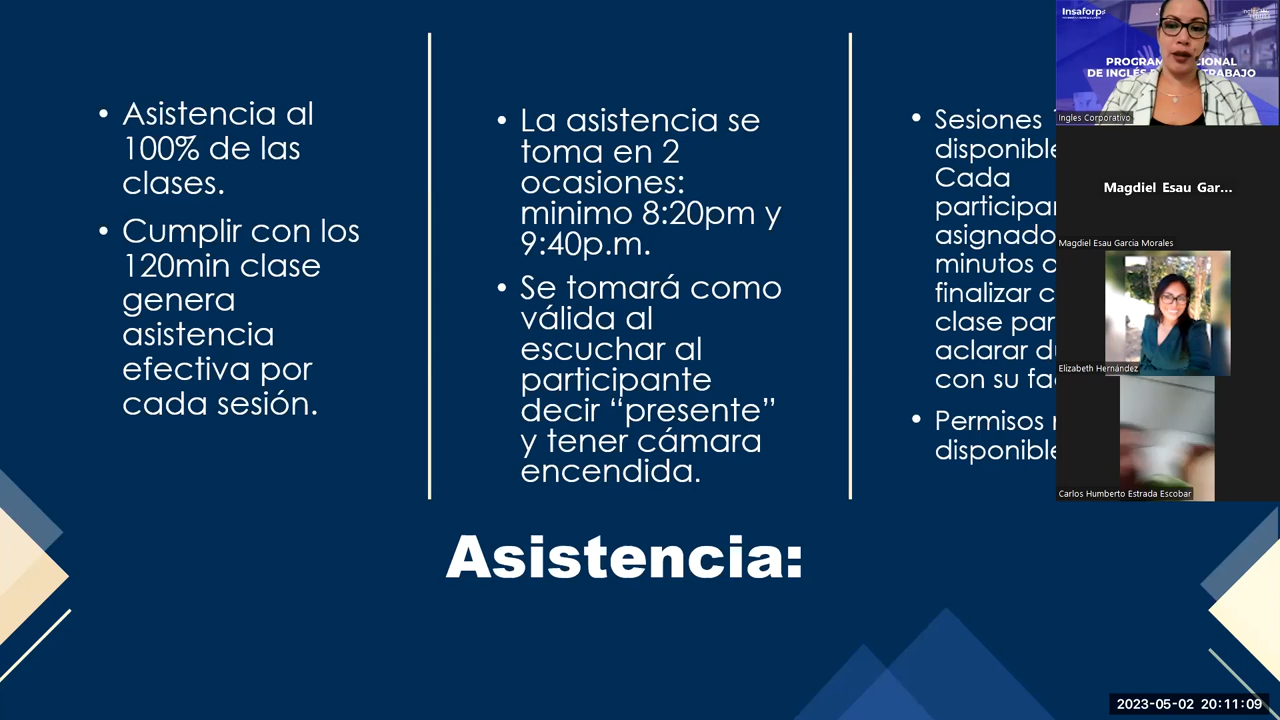 • Asistencia al
100% de las
clases.
• Cumplir con los
120min clase
genera
asistencia
efectiva por
cada sesión.
• La asistencia se
toma en 2
ocasiones:
minimo 8:20pm y
9:40p.m.
• Se tomará como
válida al
escuchar al
participante
decir “presente”
y tener cámara
encendida.
• Sesiones
Cada
asignado
minutos
finalizar
clase
aclarar
con su
• Permisos
Asistencia:
Insaforp
DE INGLÉS
Ingles Corporativo
Magdiel Esau Gar...
Magdiel Esau Garcia Morales
Elizabeth Hernández
Carlos Humberto Estrada Escobar
2023-05-02 20:11:09